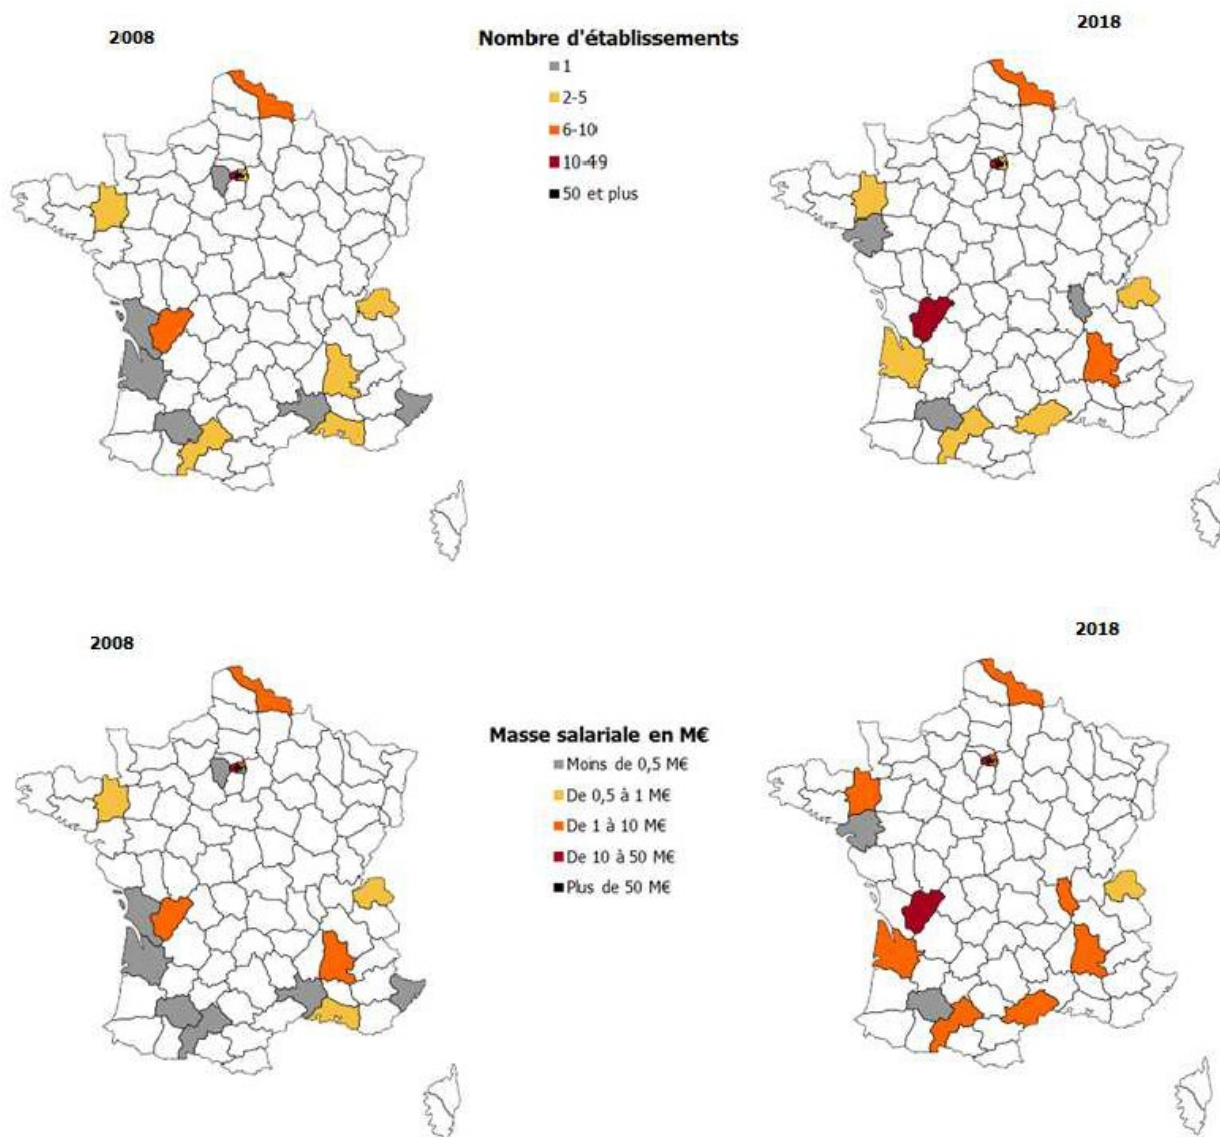 2008
Nombre d'établissements
2018
1
2-5
6-10
10-49
50 et plus
2008
2018
Masse salariale en M€
Moins de 0,5 M€
De 0,5 à 1 M€
De 1 à 10 M€
De 10 à 50 M€
Plus de 50 M€